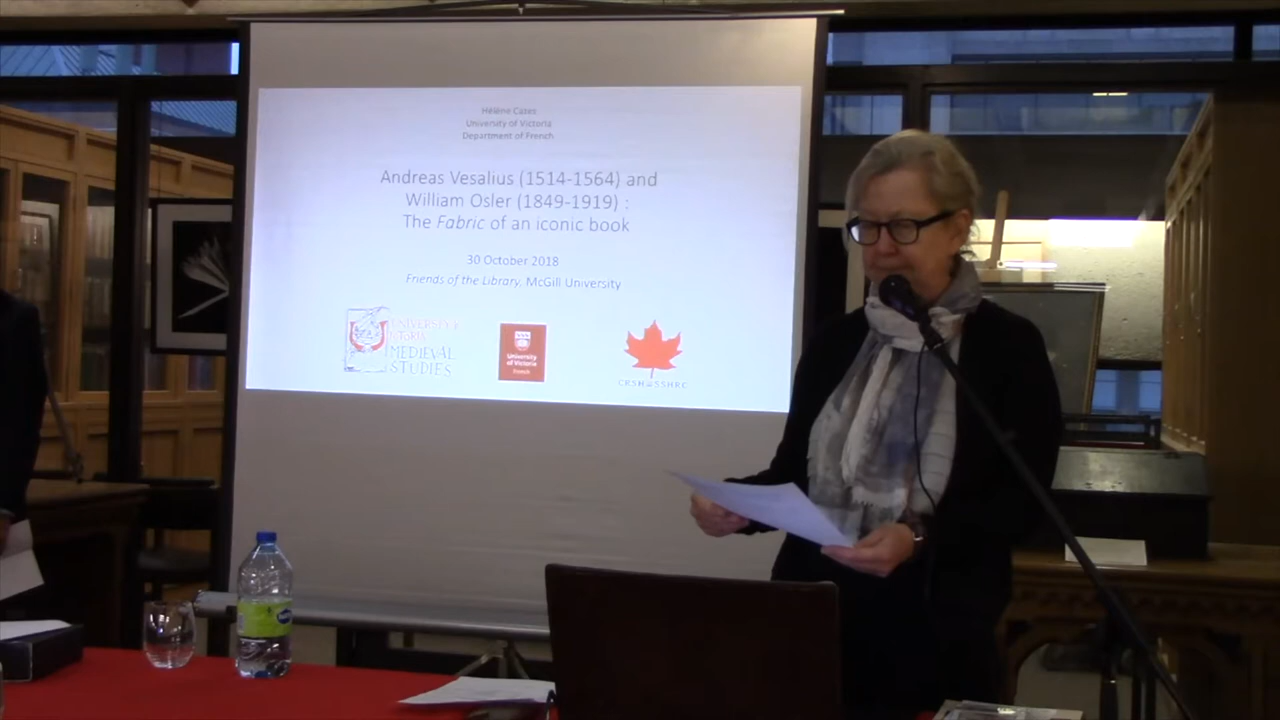 Hélène Cazes
University of Victoria
Department of French
Andreas Vesalius (1514-1564) and
William Osler (1849-1919) :
The Fabric of an iconic book
30 October 2018
Friends of the Library, McGill University
MEDIEVAL
STUDIES
University
of Victoria
French
CRSH SSHRC